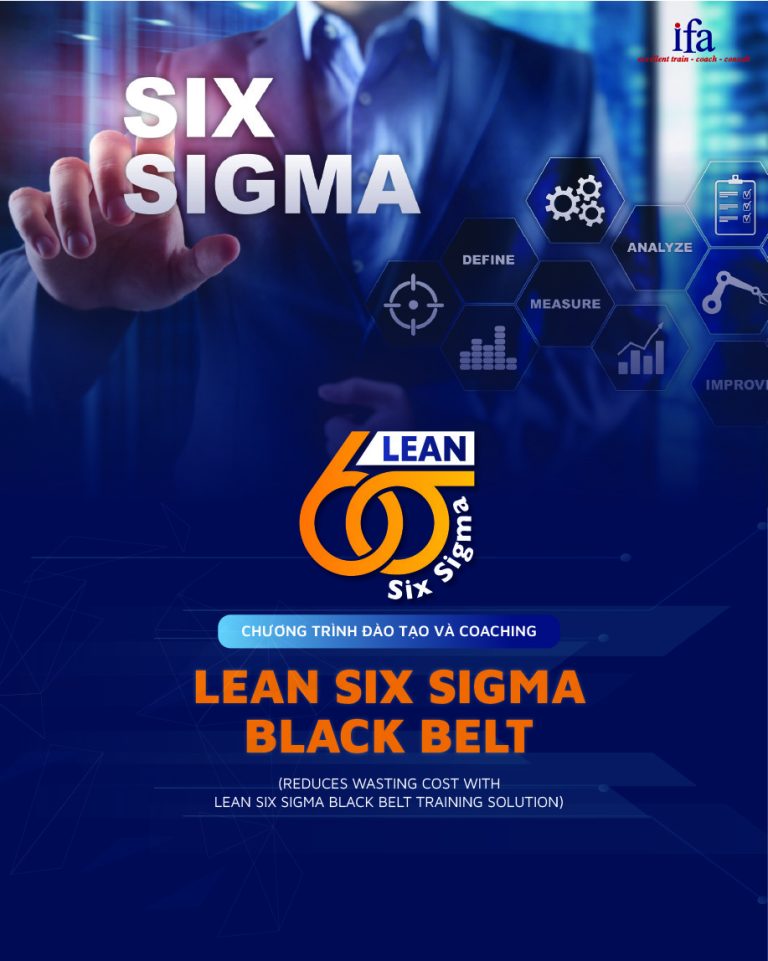 ifa
excellent train - coach - consult
SIX
SIGMA
ANALYZE
DEFINE
MEASURE
IMPROV
LEAN
6σ
Six Sigma
CHƯƠNG TRÌNH ĐÀO TẠO VÀ COACHING
LEAN SIX SIGMA
BLACK BELT
(REDUCES WASTING COST WITH
LEAN SIX SIGMA BLACK BELT TRAINING SOLUTION)